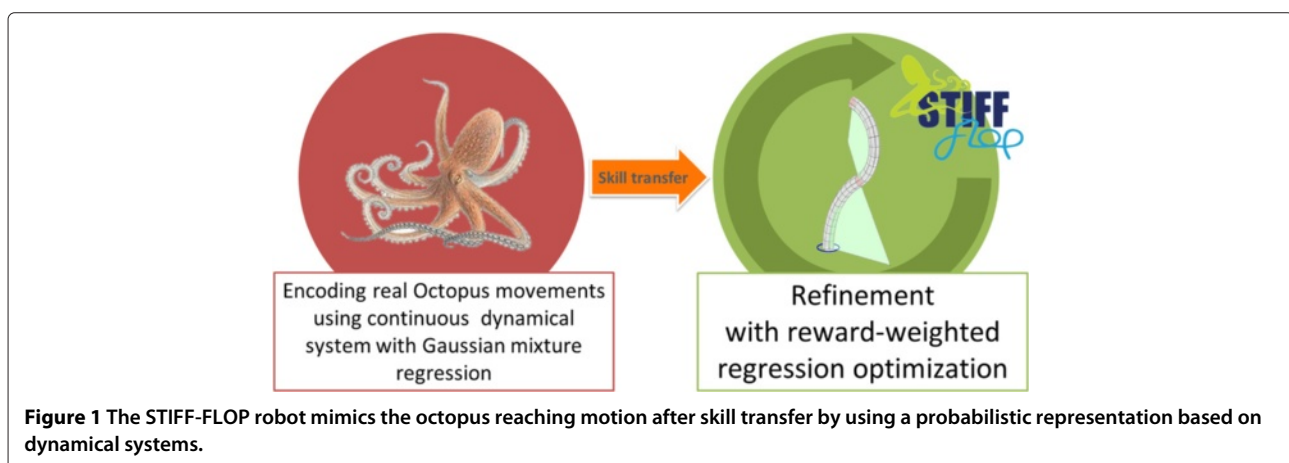 STIFF
flop
Skill transfer
Encoding real Octopus movements
using continuous dynamical
system with Gaussian mixture
regression
Refinement
with reward-weighted
regression optimization
Figure 1 The STIFF-FLOP robot mimics the octopus reaching motion after skill transfer by using a probabilistic representation based on
dynamical systems.